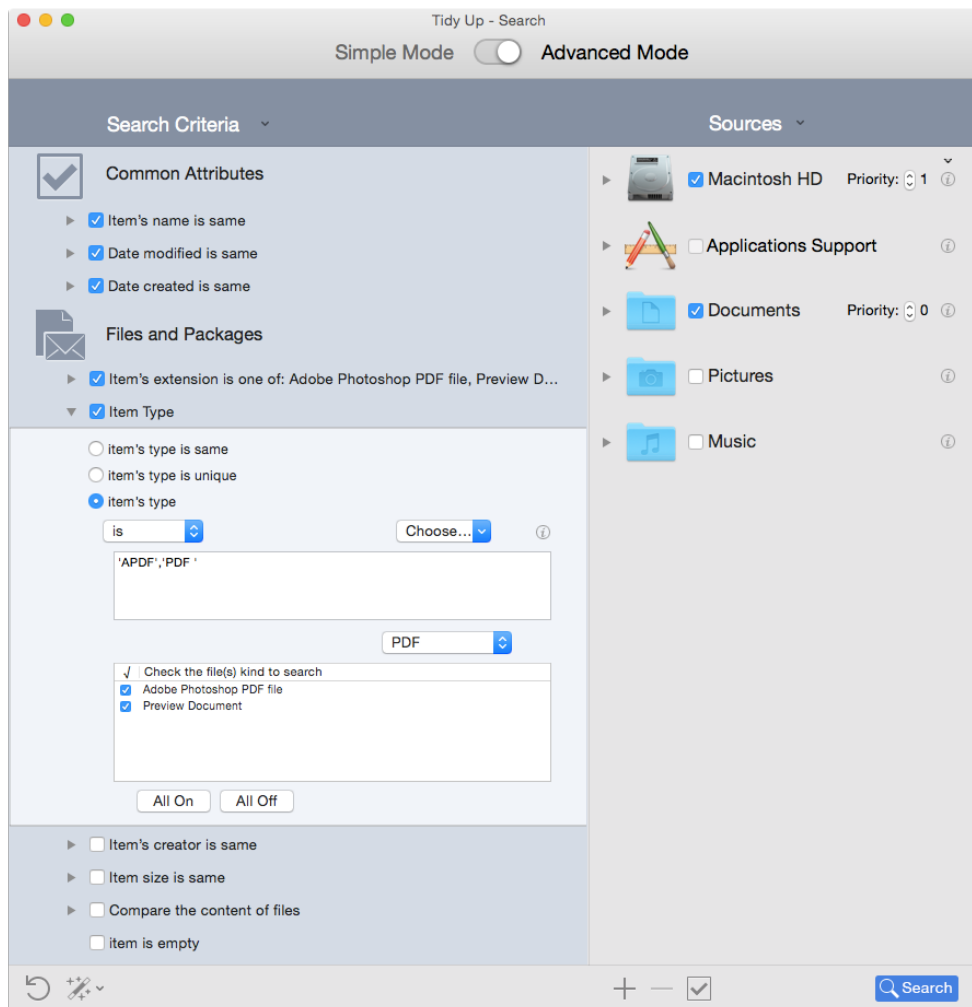 Tidy Up - Search
Simple Mode Advanced Mode
Search Criteria
Sources
Common Attributes
Item's name is same
Date modified is same
Date created is same
Files and Packages
Item's extension is one of: Adobe Photoshop PDF file, Preview D...
Item Type
item's type is same
item's type is unique
item's type
is Choose...
'APDF','PDF '
PDF
√ Check the file(s) kind to search
Adobe Photoshop PDF file
Preview Document
All On All Off
Item's creator is same
Item size is same
Compare the content of files
item is empty
Macintosh HD Priority: 1
Applications Support
Documents Priority: 0
Pictures
Music
Search